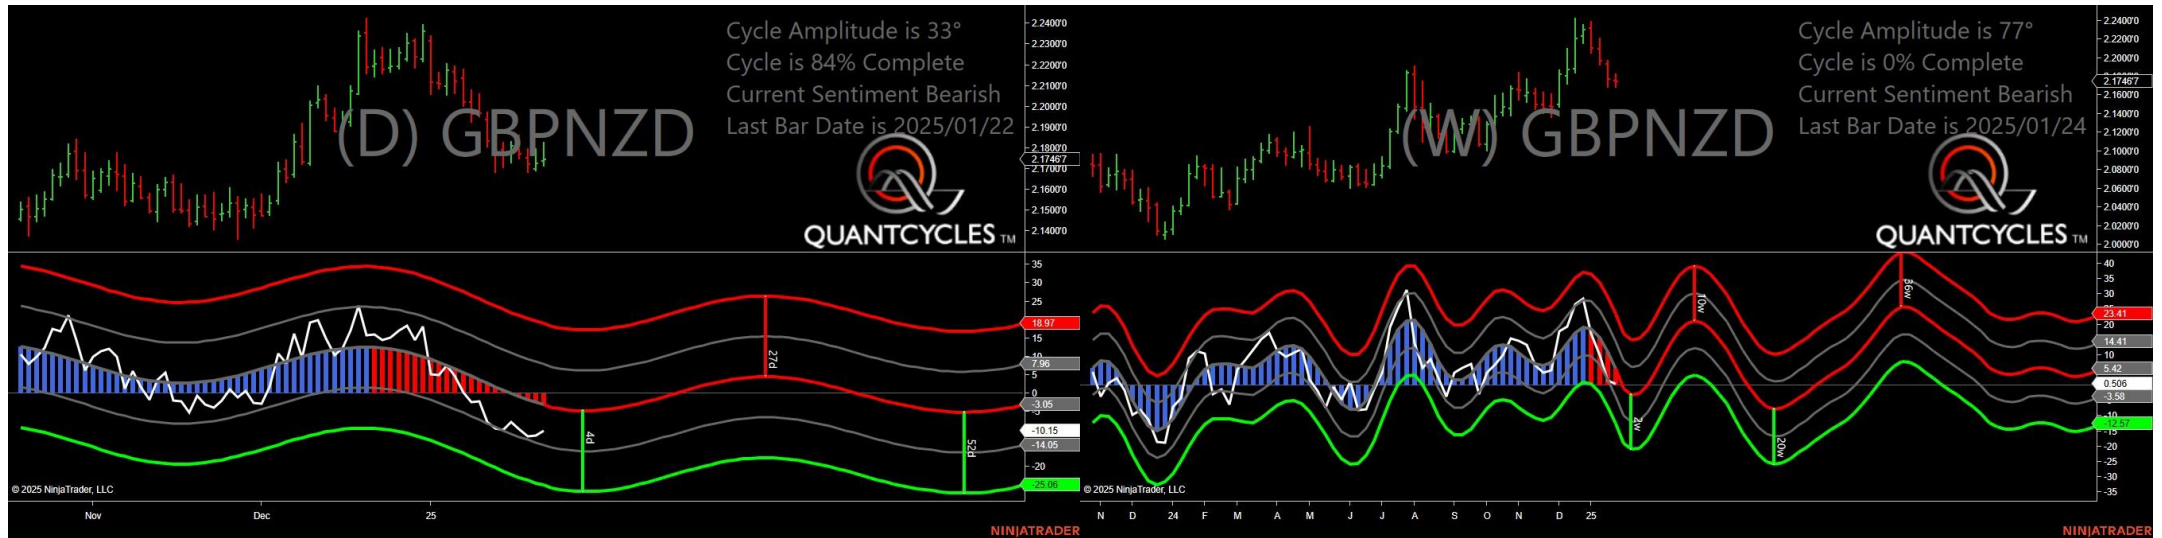 Cycle Amplitude is 33°
Cycle is 84% Complete
Current Sentiment Bearish
Last Bar Date is 2025/01/22
(D) GBPNZD
QUANTCYCLES TM
2.2400'0
2.2300'0
2.2200'0
2.2100'0
2.2000'0
2.1900'0
2.1800'0
2.1746'7
2.1600'0
2.1500'0
2.1400'0
35
30
25
18.97
15
10
7.96
5
0
-3.05
-5
-10.15
-14.05
-20
-25.06
4d
27d
52d
© 2025 NinjaTrader, LLC
Nov
Dec
25
NINJATRADER
Cycle Amplitude is 77°
Cycle is 0% Complete
Current Sentiment Bearish
Last Bar Date is 2025/01/24
(W) GBPNZD
QUANTCYCLES TM
2.2400'0
2.2200'0
2.2000'0
2.1746'7
2.1600'0
2.1400'0
2.1200'0
2.1000'0
2.0800'0
2.0600'0
2.0400'0
2.0200'0
2.0000'0
40
35
30
23.41
20
14.41
10
5.42
0.506
-3.58
-10
-12.57
-15
-20
-25
-30
-35
2w
10w
20w
36w
© 2025 NinjaTrader, LLC
N
D
24
F
M
A
M
J
J
A
S
O
N
D
25
NINJATRADER